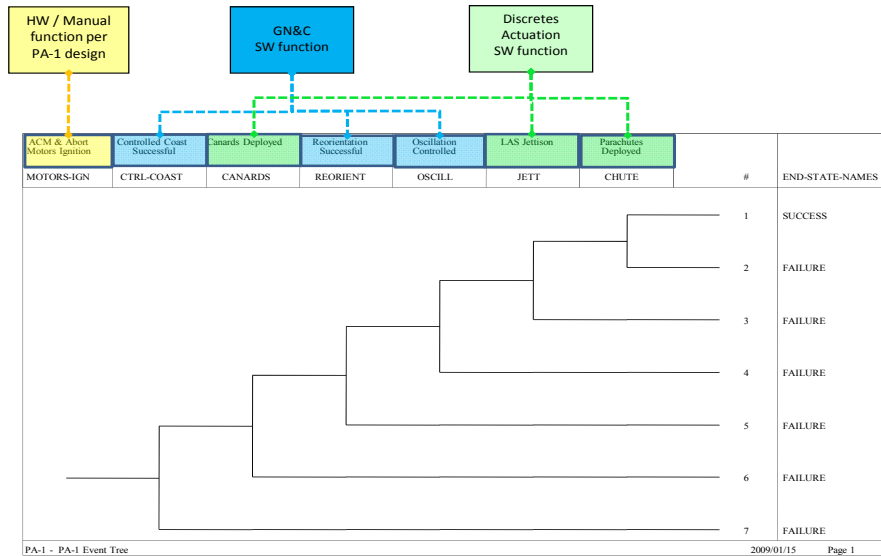 HW / Manual
function per
PA-1 design
GN&C
SW function
Discretes
Actuation
SW function
ACM & Abort
Motors Ignition
Controlled Coast
Successful
Canards Deployed
Reorientation
Successful
Oscillation
Controlled
LAS Jettison
Parachutes
Deployed
MOTORS-IGN CTRL-COAST CANARDS REORIENT OSCILL JETT CHUTE # END-STATE-NAMES
1 SUCCESS
2 FAILURE
3 FAILURE
4 FAILURE
5 FAILURE
6 FAILURE
7 FAILURE
PA-1 - PA-1 Event Tree 2009/01/15 Page 1